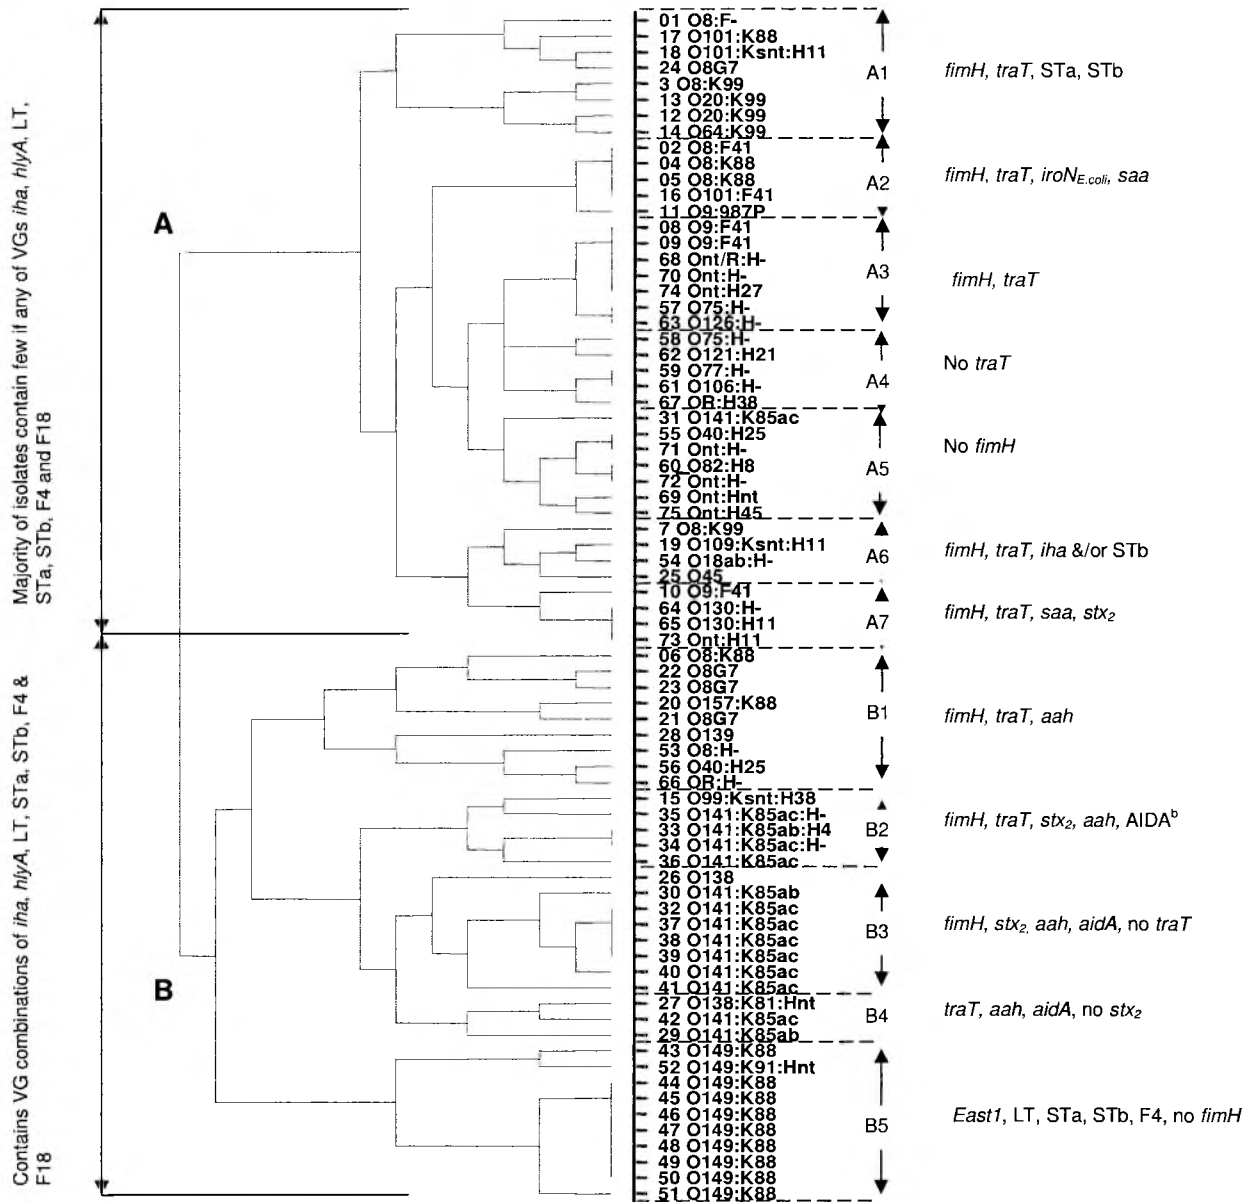 Majority of isolates contain few if any of VGs iha, hlyA, LT,
STa, STb, F4 and F18
Contains VG combinations of iha, hlyA, LT, STa, STb, F4 &
F18
A
B
01 O8:F-
17 O101:K88
18 O101:Ksnt:H11
24 O8G7
3 O8:K99
13 O20:K99
12 O20:K99
14 O64:K99
A1
fimH, traT, STa, STb
02 O8:F41
04 O8:K88
05 O8:K88
16 O101:F41
11 O9:987P
A2
fimH, traT, iroNE.coli, saa
08 O9:F41
09 O9:F41
68 Ont/R:H-
70 Ont:H-
74 Ont:H27
57 O75:H-
63 O126:H-
A3
fimH, traT
58 O75:H-
62 O121:H21
59 O77:H-
61 O106:H-
67 OR:H38
A4
No traT
31 O141:K85ac
55 O40:H25
71 Ont:H-
60 O82:H8
72 Ont:H-
69 Ont:Hnt
75 Ont:H45
A5
No fimH
7 O8:K99
19 O109:Ksnt:H11
54 O18ab:H-
25 O45
A6
fimH, traT, iha &/or STb
10 O9:F41
64 O130:H-
65 O130:H11
73 Ont:H11
A7
fimH, traT, saa, stx2
06 O8:K88
22 O8G7
23 O8G7
20 O157:K88
21 O8G7
28 O139
53 O8:H-
56 O40:H25
66 OR:H-
B1
fimH, traT, aah
15 O99:Ksnt:H38
35 O141:K85ac:H-
33 O141:K85ab:H4
34 O141:K85ac:H-
36 O141:K85ac
B2
fimH, traT, stx2, aah, AIDAb
26 O138
30 O141:K85ab
32 O141:K85ac
37 O141:K85ac
38 O141:K85ac
39 O141:K85ac
40 O141:K85ac
41 O141:K85ac
B3
fimH, stx2, aah, aidA, no traT
27 O138:K81:Hnt
42 O141:K85ac
29 O141:K85ab
B4
traT, aah, aidA, no stx2
43 O149:K88
52 O149:K91:Hnt
44 O149:K88
45 O149:K88
46 O149:K88
47 O149:K88
48 O149:K88
49 O149:K88
50 O149:K88
51 O149:K88
B5
East1, LT, STa, STb, F4, no fimH